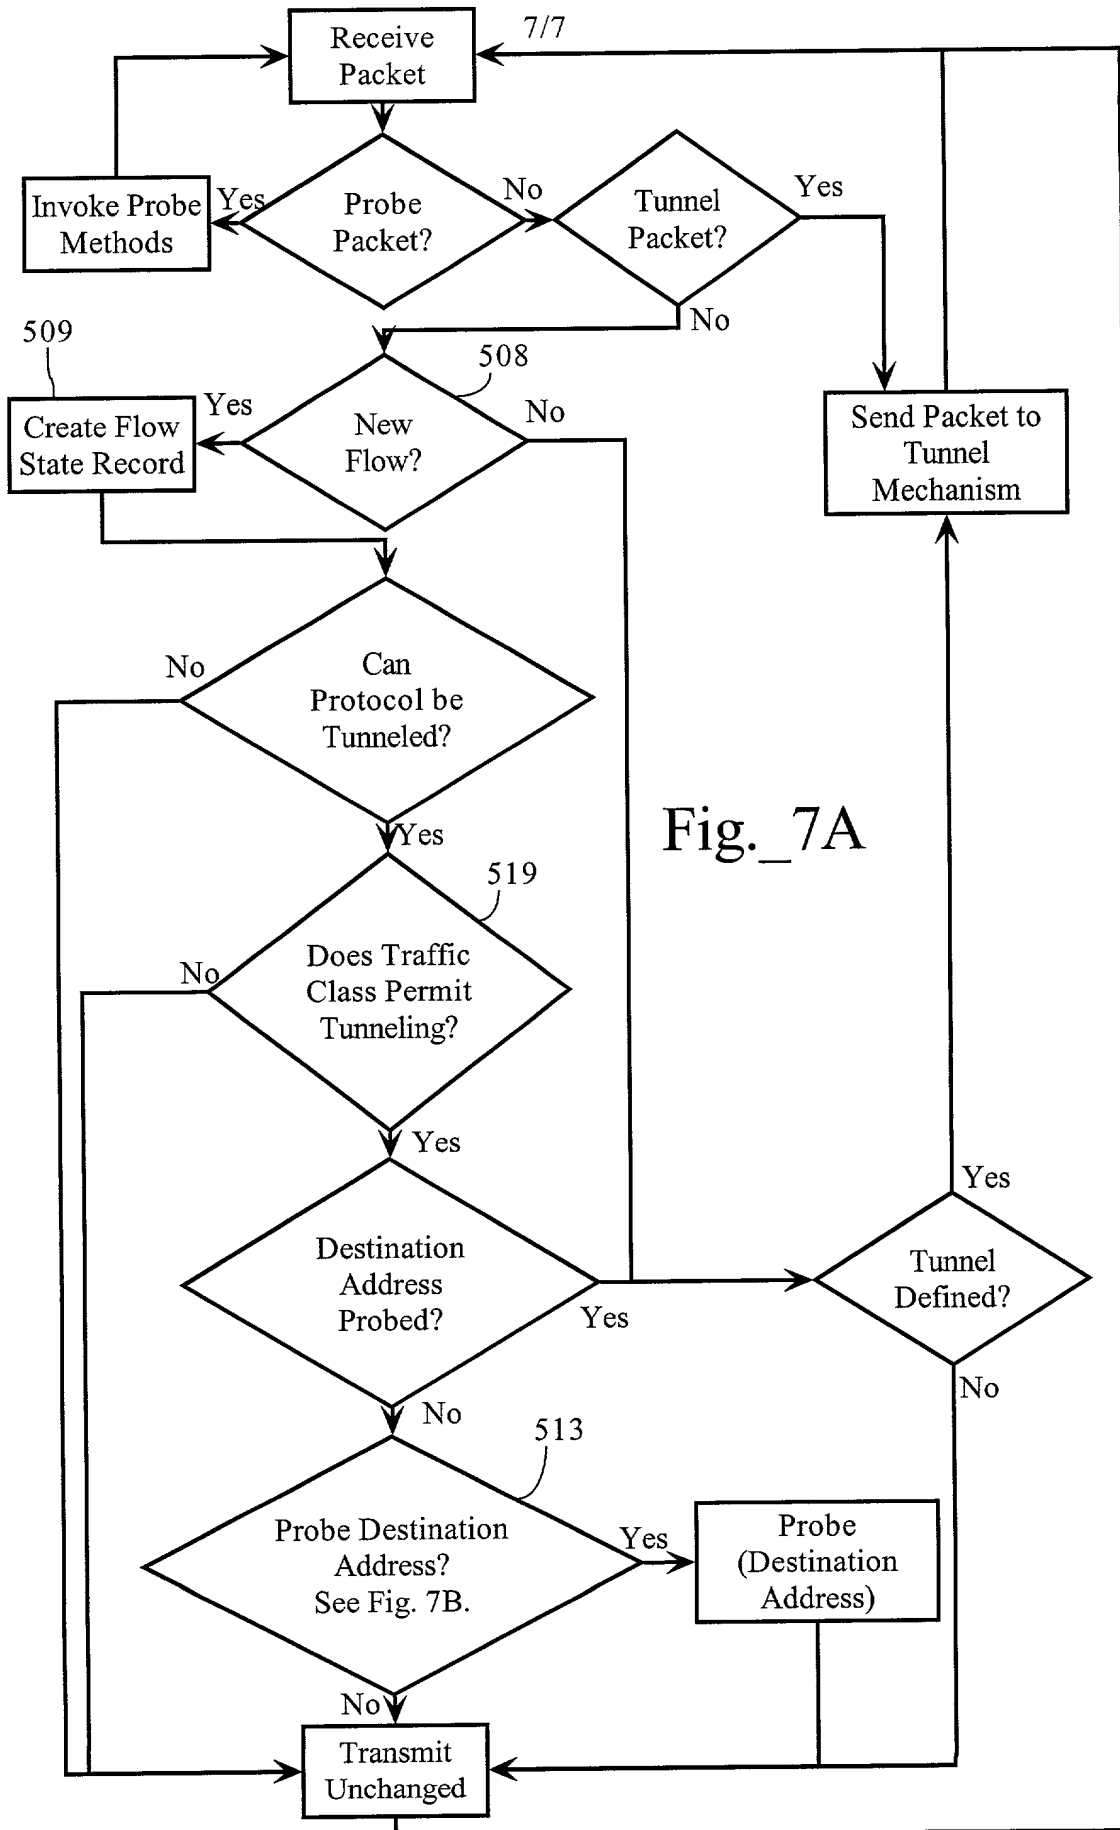 7/7
Receive
Packet
Invoke Probe
Methods
Yes
Probe
Packet?
No
Tunnel
Packet?
Yes
No
509
508
Create Flow
State Record
Yes
New
Flow?
No
Send Packet to
Tunnel
Mechanism
No
Can
Protocol be
Tunneled?
Yes
Fig._7A
519
No
Does Traffic
Class Permit
Tunneling?
Yes
Destination
Address
Probed?
Yes
Yes
Tunnel
Defined?
No
No
513
Probe Destination
Address?
See Fig. 7B.
Yes
Probe
(Destination
Address)
No
Transmit
Unchanged